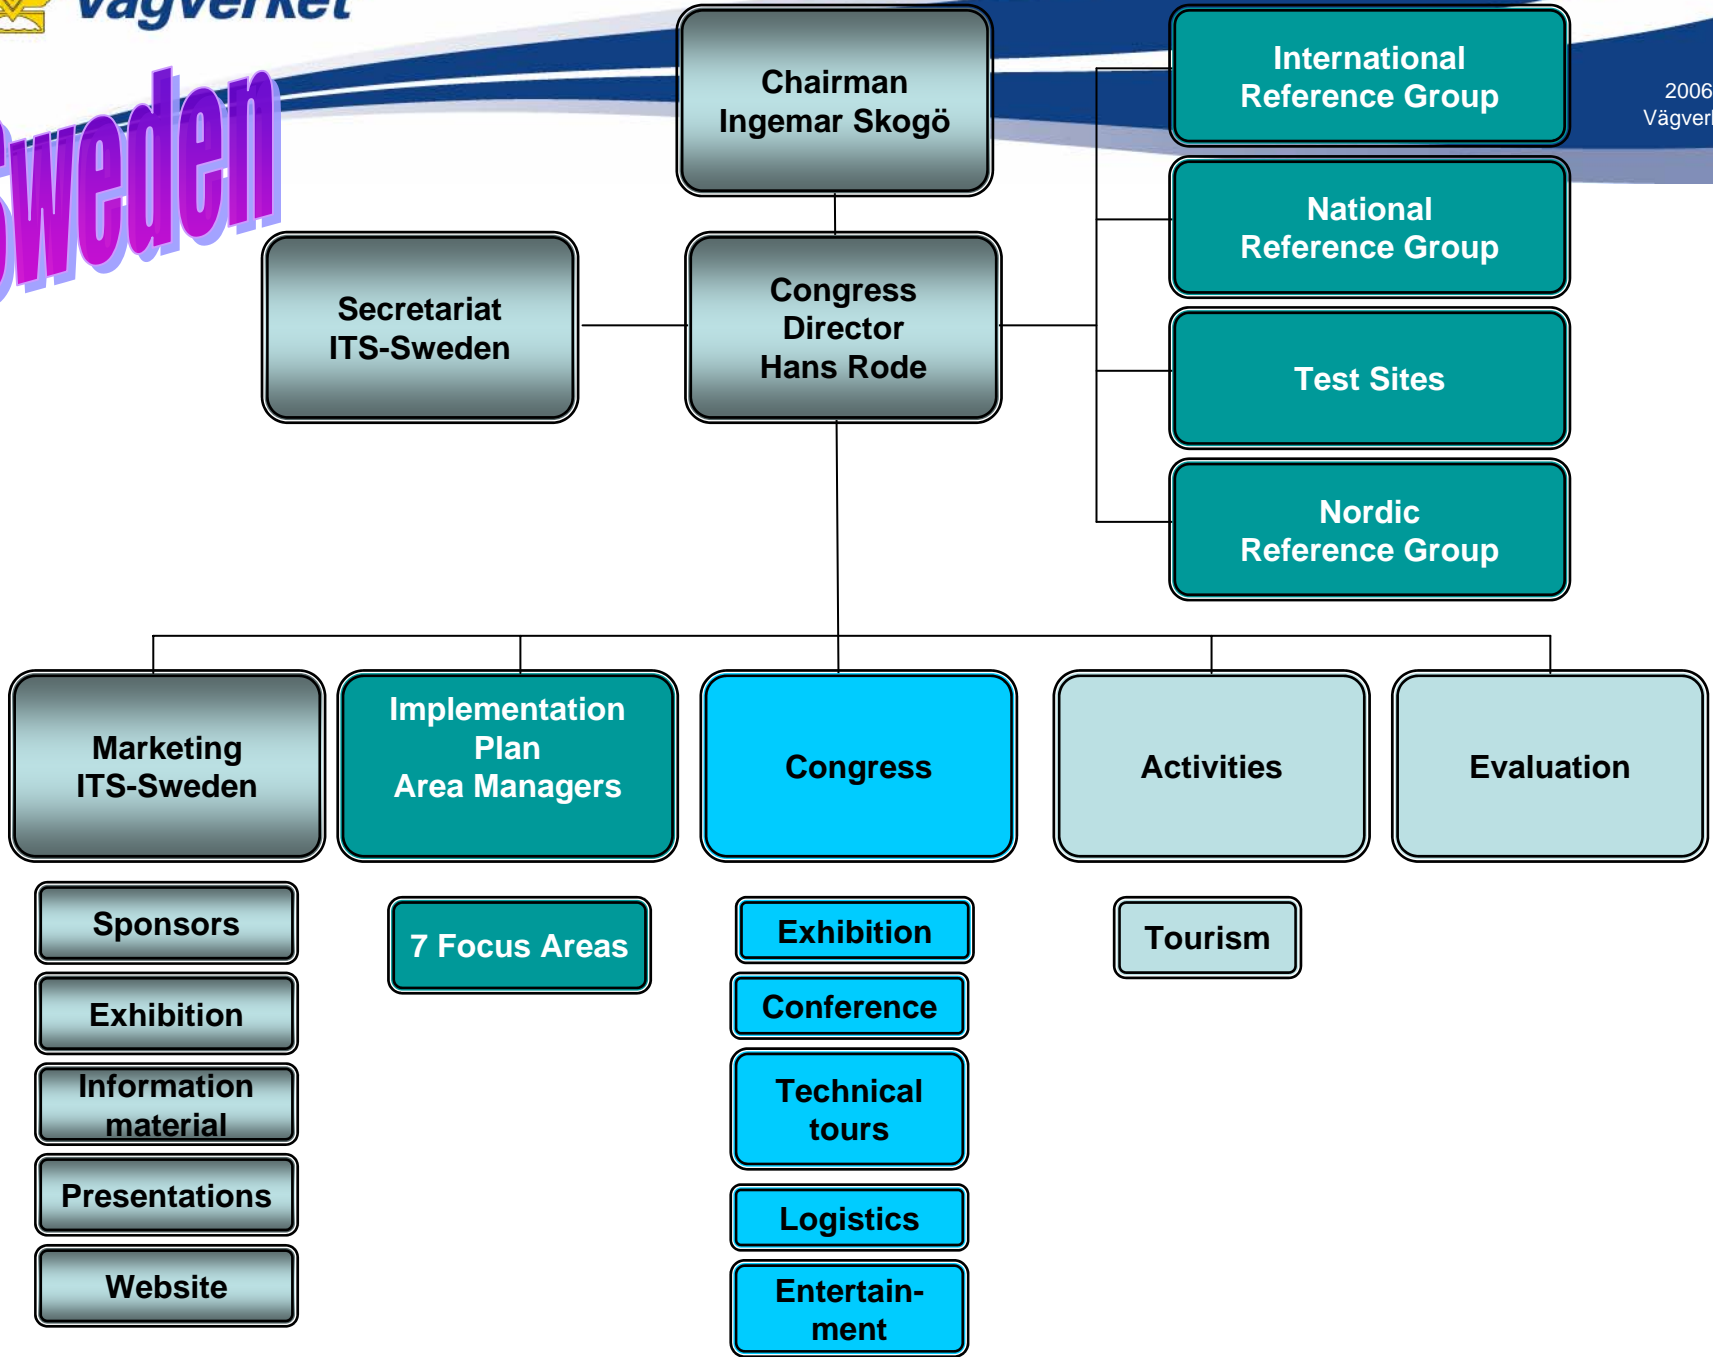 Vägverket
Sweden
2006
Chairman
Ingemar Skogö
International
Reference Group
National
Reference Group
Secretariat
ITS-Sweden
Congress
Director
Hans Rode
Test Sites
Nordic
Reference Group
Marketing
ITS-Sweden
Implementation
Plan
Area Managers
Congress
Activities
Evaluation
Sponsors
Exhibition
Information
material
Presentations
Website
7 Focus Areas
Exhibition
Conference
Technical
tours
Logistics
Entertain-
ment
Tourism